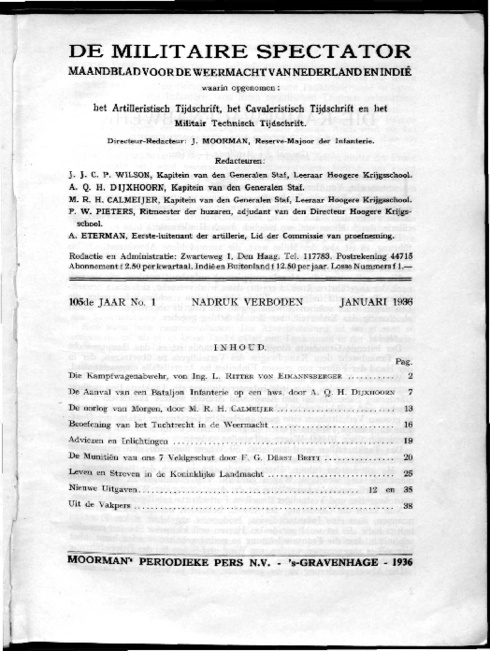 DE MILITAIRE SPECTATOR
MAANDBLAD VOOR DE WEERMACHT VAN NEDERLAND EN INDIË
waarin opgenomen:
het Artilleristisch Tijdschrift, het Cavaleristisch Tijdschrift en het
Militair Technisch Tijdschrift.
Directeur-Redacteur: J. MOORMAN, Reserve-Majoor der Infanterie.
Redacteuren:
J. J. C. P. WILSON, Kapitein van den Generalen Staf, Leeraar Hoogere Krijgsschool.
A. Q. H. DIJXHOORN, Kapitein van den Generalen Staf.
M. R. H. CALMEIJER, Kapitein van den Generalen Staf, Leeraar Hoogere Krijgsschool.
P. W. PIETERS, Ritmeester der huzaren, adjudant van den Directeur Hoogere Krijgs-
school.
A. ETERMAN, Eerste-luitenant der artillerie, Lid der Commissie van proefneming.
Redactie en Administratie: Zwarteweg 1, Den Haag. Tel. 117783. Postrekening 44715
Abonnement f 2.50 per kwartaal. Indië en Buitenland f 12.50 per jaar. Losse Nummers f 1.—
105de JAAR No. 1 NADRUK VERBODEN JANUARI 1936
INHOUD.
Pag.
Die Kampfwagenabwehr, von Ing. L. RITTER VON EIMANNSBERGER ........... 2
De Aanval van een Bataljon Infanterie op een hws. door A. Q. H. DIJXHOORN 7
De oorlog van Morgen, door M. R. H. CALMEIJER ........................ 13
Beoefening van het Tuchtrecht in de Weermacht ........................ 16
Adviezen en Inlichtingen ........................ 19
De Munitiën van ons 7 Veldgeschut door F. G. DÜRST BRITT ................ 20
Leven en Streven in de Koninklijke Landmacht ........................ 25
Nieuwe Uitgaven ........................ 12 en 35
Uit de Vakpers ........................ 38
MOORMAN'S PERIODIEKE PERS N.V. - 's-GRAVENHAGE - 1936